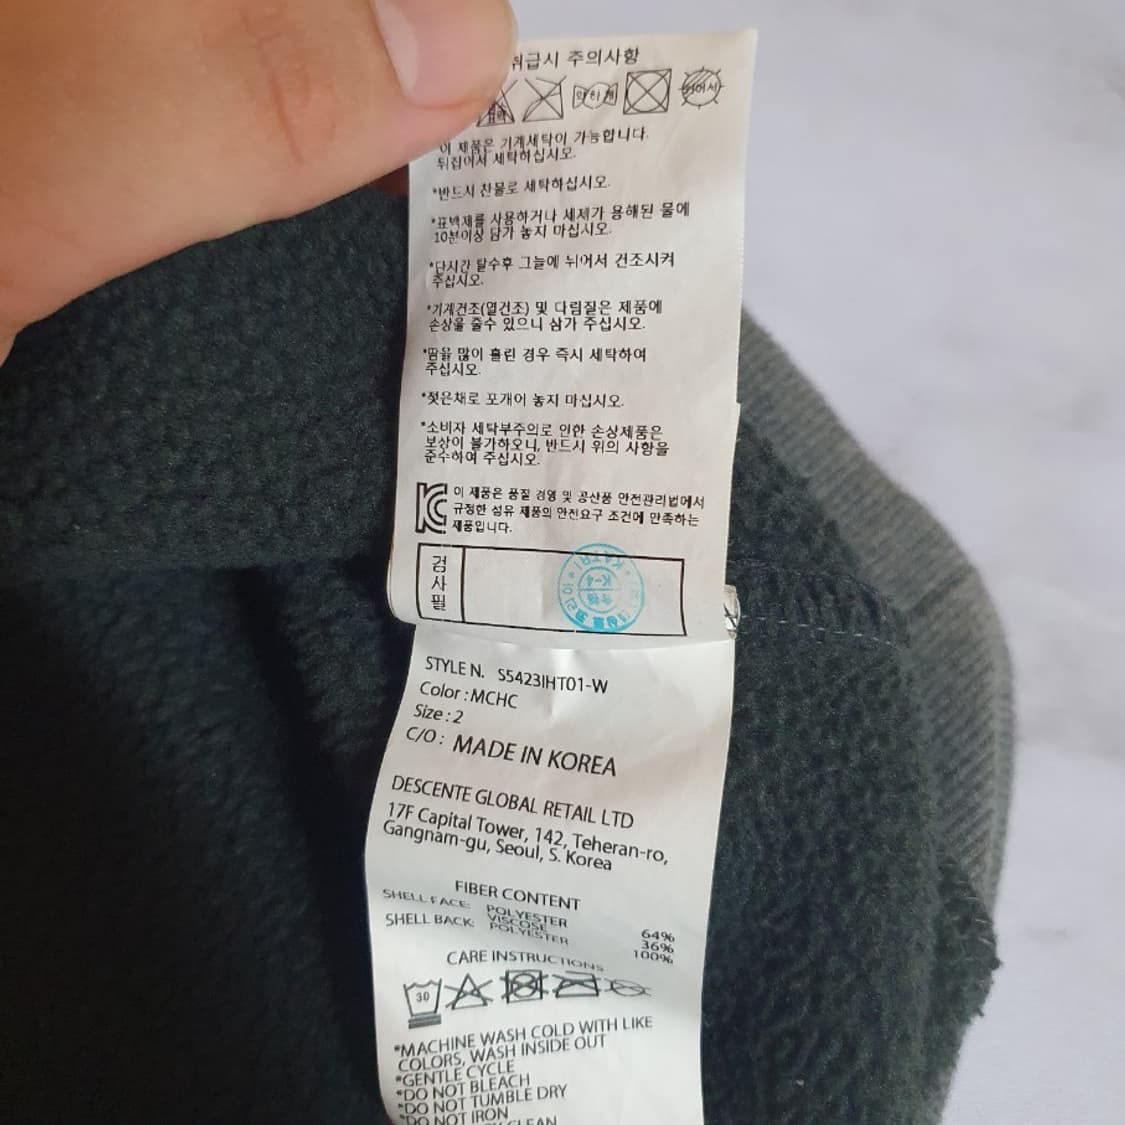 취급시 주의사항
약하게
뉘어서
이 제품은 기계세탁이 가능합니다.
뒤집어서 세탁하십시오.
*반드시 찬물로 세탁하십시오.
*표백제를 사용하거나 세제가 용해된 물에
10분이상 담가 놓지 마십시오.
*단시간 탈수후 그늘에 뉘어서 건조시켜
주십시오.
*기계건조(열건조) 및 다림질은 제품에
손상을 줄수 있으니 삼가 주십시오.
*땀을 많이 흘린 경우 즉시 세탁하여
주십시오.
*젖은채로 포개어 놓지 마십시오.
*소비자 세탁부주의로 인한 손상제품은
보상이 불가하오니, 반드시 위의 사항을
준수하여 주십시오.
KC 이 제품은 품질 경영 및 공산품 안전관리법에서
규정한 섬유 제품의 안전요구 조건에 만족하는
제품입니다.
검사필
KATRI
K-4
STYLE N. S5423IHT01-W
Color : MCHC
Size : 2
C/O : MADE IN KOREA
DESCENTE GLOBAL RETAIL LTD
17F Capital Tower, 142, Teheran-ro,
Gangnam-gu, Seoul, S. Korea
FIBER CONTENT
SHELL FACE: POLYESTER 64%
VISCOSE 36%
SHELL BACK: POLYESTER 100%
CARE INSTRUCTIONS
30
*MACHINE WASH COLD WITH LIKE
COLORS, WASH INSIDE OUT
*GENTLE CYCLE
*DO NOT BLEACH
*DO NOT TUMBLE DRY
*DO NOT IRON
CLEAN